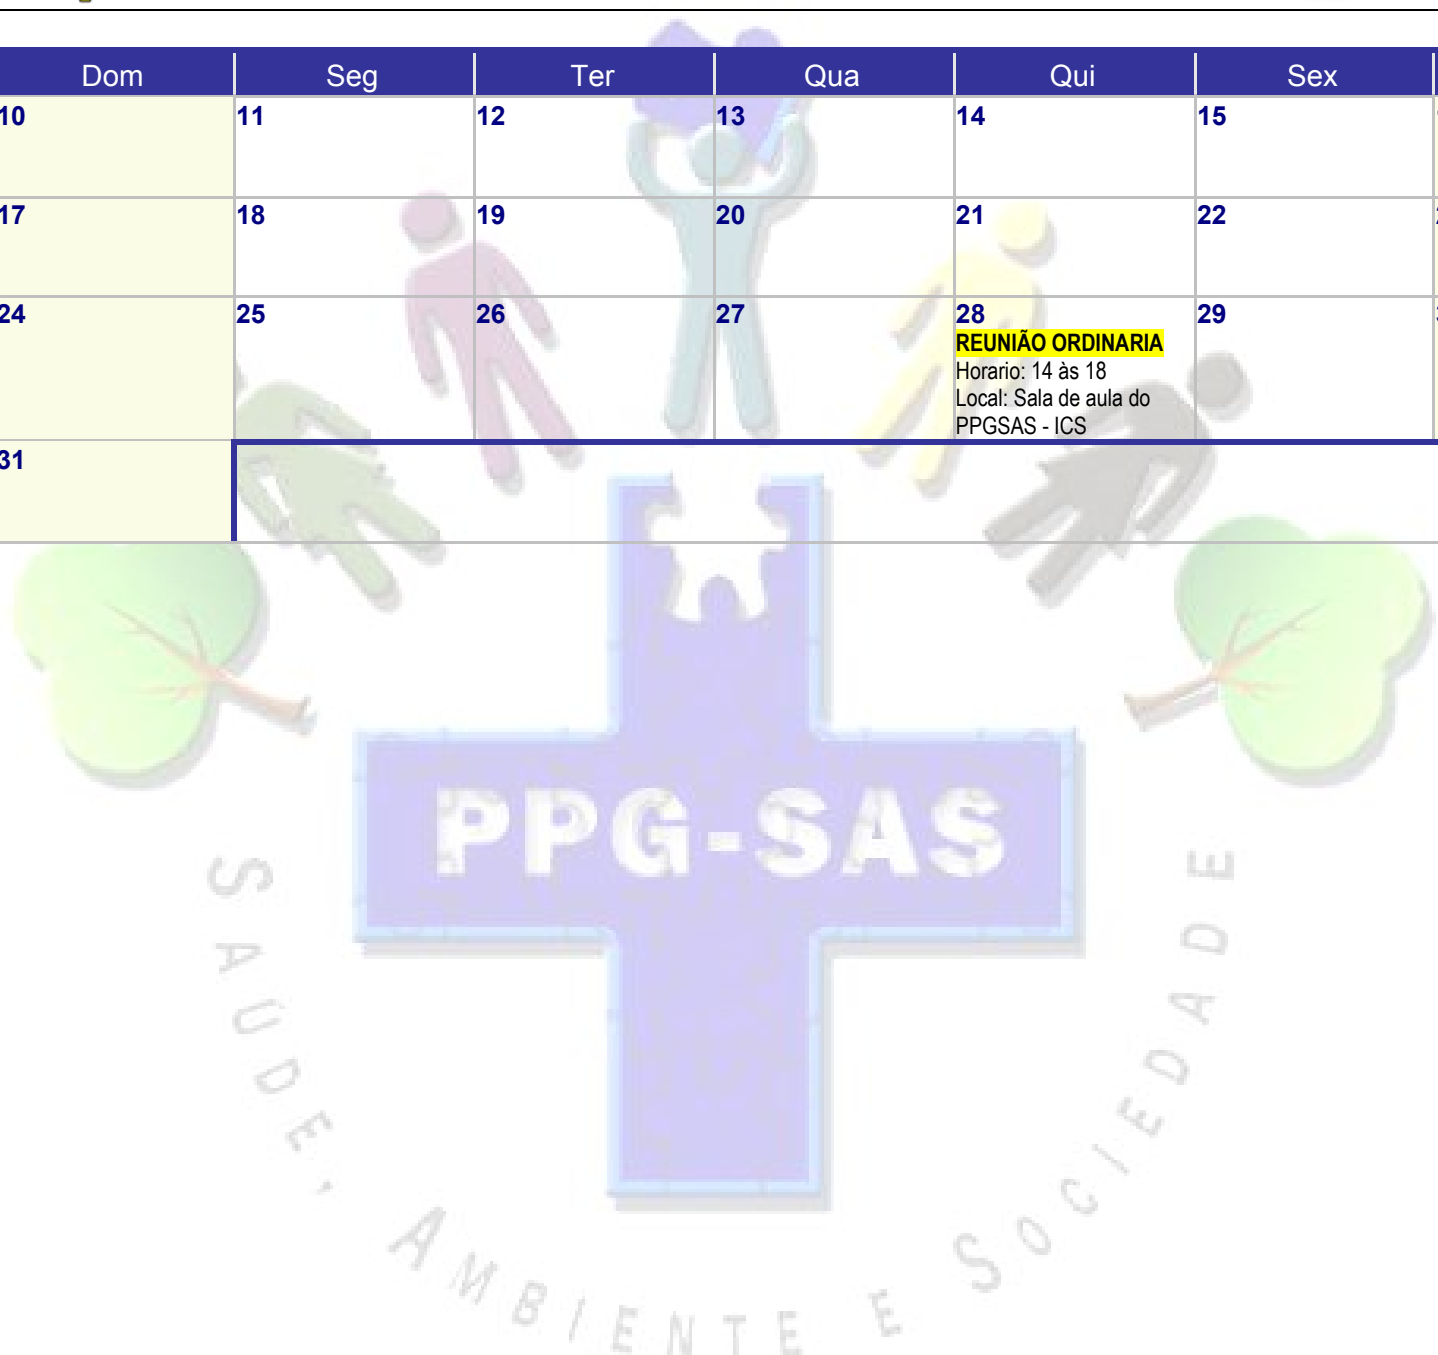 Dom Seg Ter Qua Qui Sex
10 11 12 13 14 15
17 18 19 20 21 22
24 25 26 27 28 29
REUNIÃO ORDINARIA
Horario: 14 às 18
Local: Sala de aula do
PPGSAS - ICS
31
PPG-SAS
SAUDE, AMBIENTE E SOCIEDADE